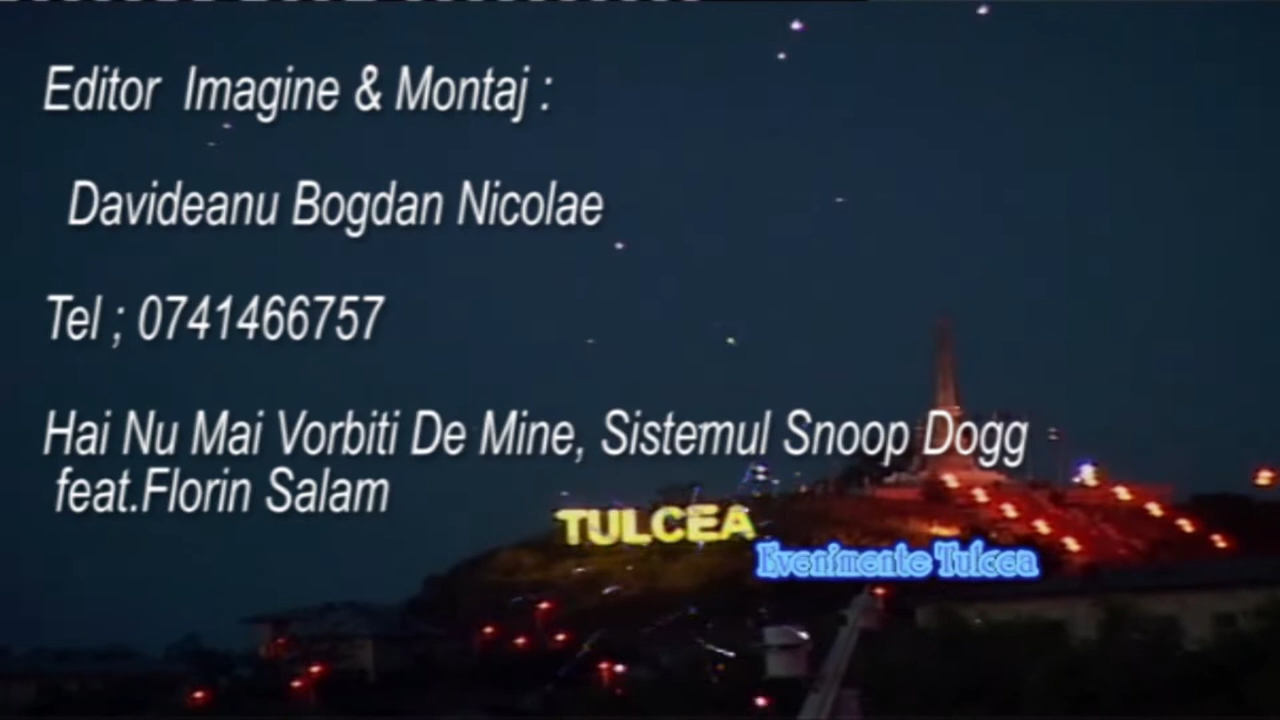 Editor Imagine & Montaj :
Davideanu Bogdan Nicolae
Tel ; 0741466757
Hai Nu Mai Vorbiti De Mine, Sistemul Snoop Dogg
feat.Florin Salam
TULCEA
Evenimente Tulcea